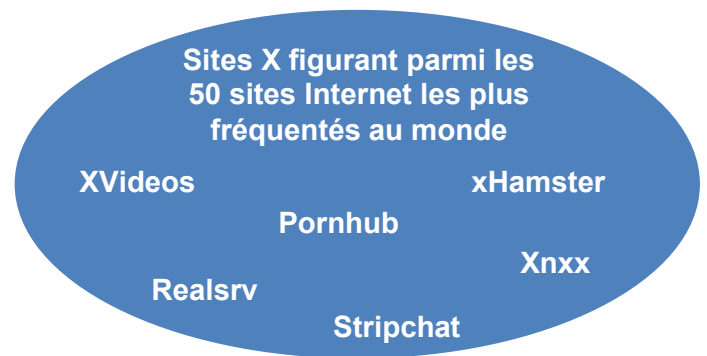 Sites X figurant parmi les
50 sites Internet les plus
fréquentés au monde
XVideos
xHamster
Pornhub
Xnxx
Realsrv
Stripchat